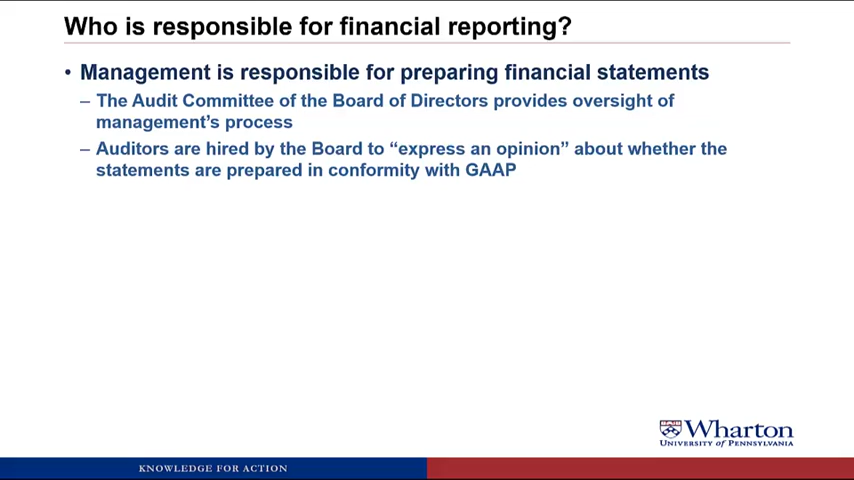 Who is responsible for financial reporting?
• Management is responsible for preparing financial statements
– The Audit Committee of the Board of Directors provides oversight of
management's process
– Auditors are hired by the Board to “express an opinion” about whether the
statements are prepared in conformity with GAAP
Wharton
UNIVERSITY of PENNSYLVANIA
KNOWLEDGE FOR ACTION